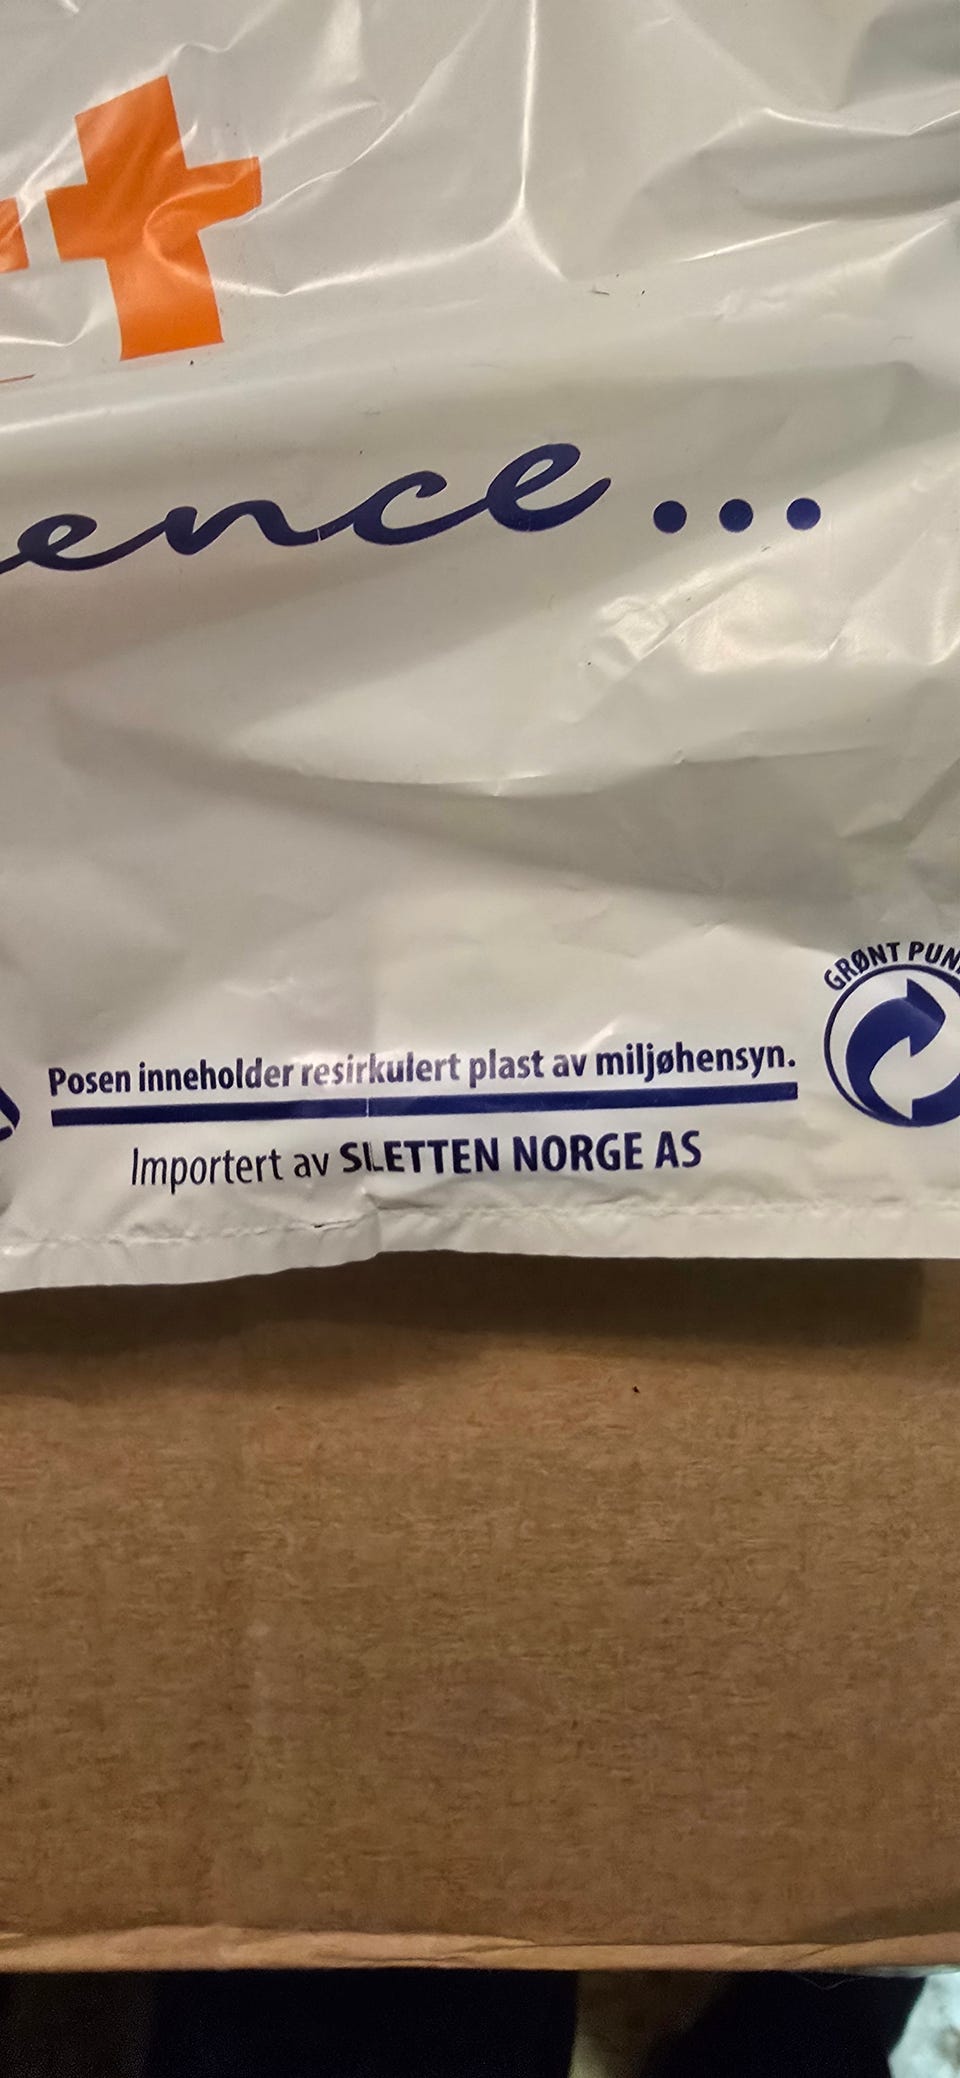 t
ence...
GRØNT PUN
Posen inneholder resirkulert plast av miljøhensyn.
Importert av SLETTEN NORGE AS